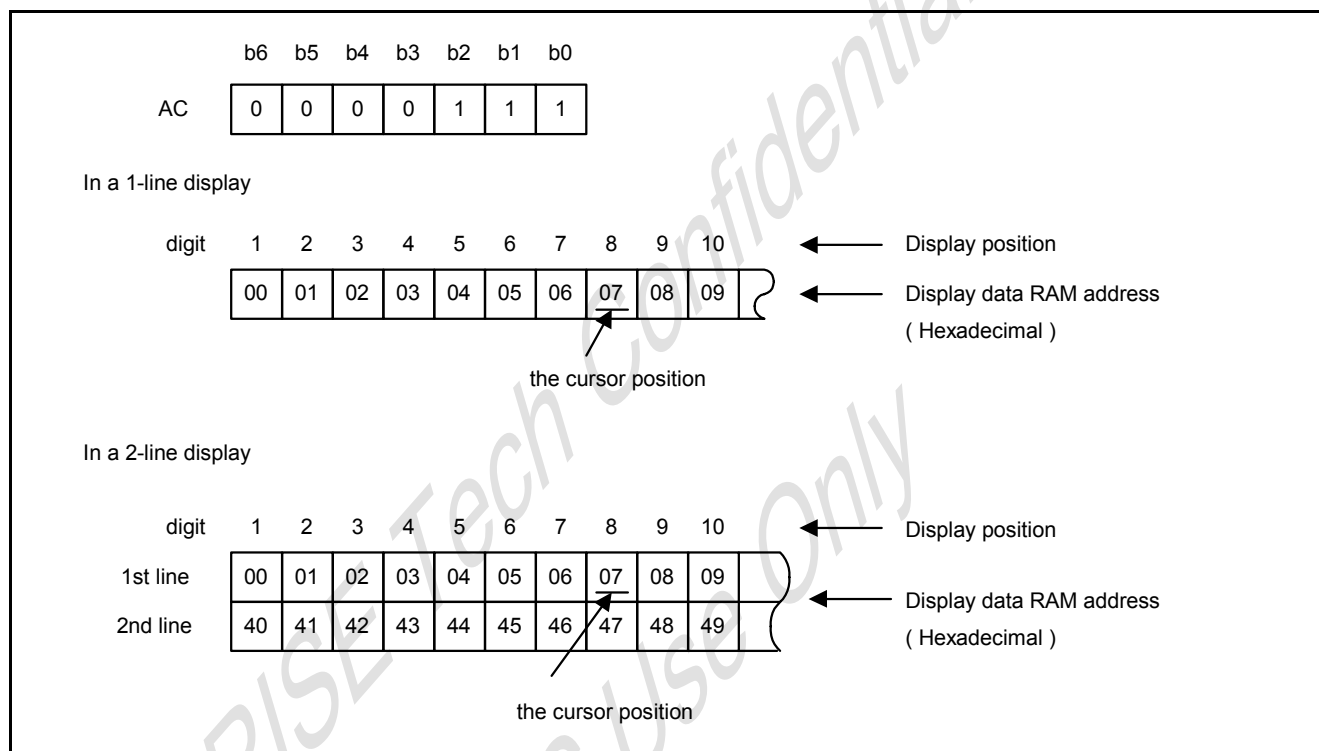 b6 b5 b4 b3 b2 b1 b0
AC 0 0 0 0 1 1 1
In a 1-line display
digit 1 2 3 4 5 6 7 8 9 10 Display position
00 01 02 03 04 05 06 07 08 09 Display data RAM address
( Hexadecimal )
the cursor position
In a 2-line display
digit 1 2 3 4 5 6 7 8 9 10 Display position
1st line 00 01 02 03 04 05 06 07 08 09
Display data RAM address
2nd line 40 41 42 43 44 45 46 47 48 49
( Hexadecimal )
the cursor position
RISE Tech Confidential
Use Only